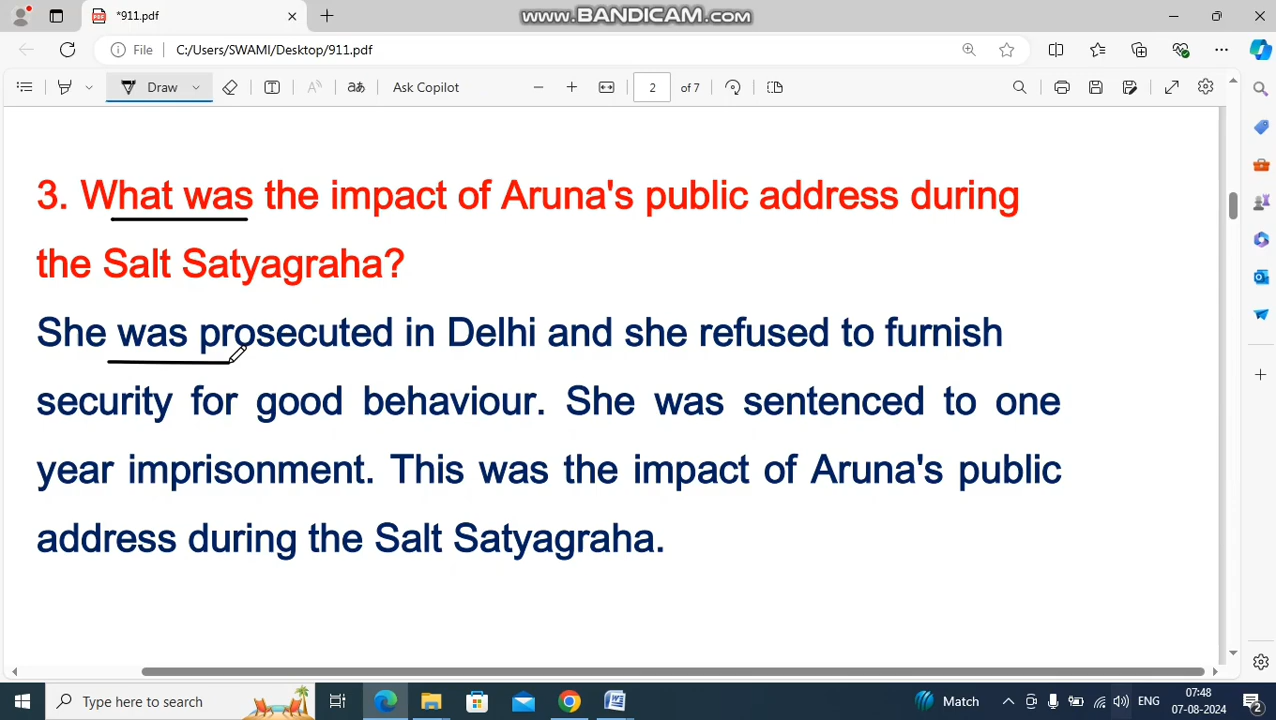 www.BANDICAM.com
*911.pdf
File
C:/Users/SWAMI/Desktop/911.pdf
Draw
aあ
Ask Copilot
2
of 7
3. What was the impact of Aruna's public address during
the Salt Satyagraha?
She was prosecuted in Delhi and she refused to furnish
security for good behaviour. She was sentenced to one
year imprisonment. This was the impact of Aruna's public
address during the Salt Satyagraha.
Type here to search
Match
ENG
07:48
07-08-2024
2